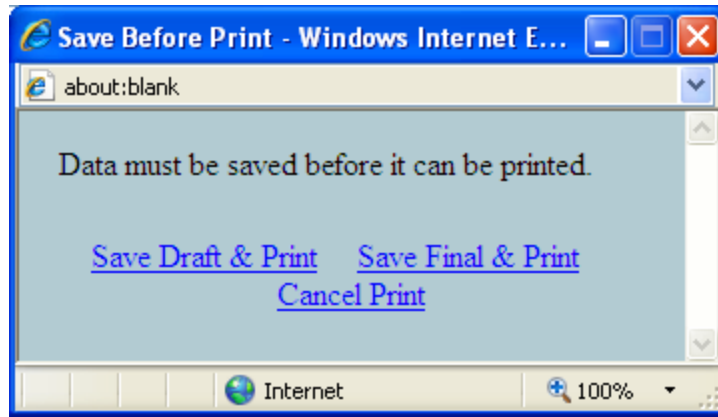 Save Before Print - Windows Internet E...
about:blank
Data must be saved before it can be printed.
Save Draft & Print Save Final & Print
Cancel Print
Internet 100%